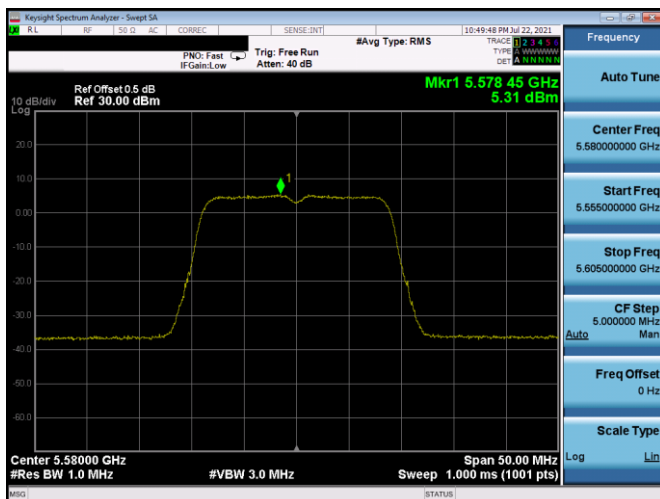 Keysight Spectrum Analyzer - Swept SA
RL RF 50 Ω AC CORREC SENSE:INT 10:49:48 PM Jul 22, 2021
#Avg Type: RMS
TRACE 1 2 3 4 5 6
TYPE A WWWWW
DET A N N N N N
PNO: Fast
IFGain:Low
Trig: Free Run
Atten: 40 dB
Mkr1 5.578 45 GHz
5.31 dBm
Ref Offset 0.5 dB
10 dB/div Ref 30.00 dBm
Log
20.0
10.0
0.00
-10.0
-20.0
-30.0
-40.0
-50.0
-60.0
1
Center 5.58000 GHz Span 50.00 MHz
#Res BW 1.0 MHz #VBW 3.0 MHz Sweep 1.000 ms (1001 pts)
MSG STATUS
Frequency
Auto Tune
Center Freq
5.580000000 GHz
Start Freq
5.555000000 GHz
Stop Freq
5.605000000 GHz
CF Step
5.000000 MHz
Auto Man
Freq Offset
0 Hz
Scale Type
Log Lin